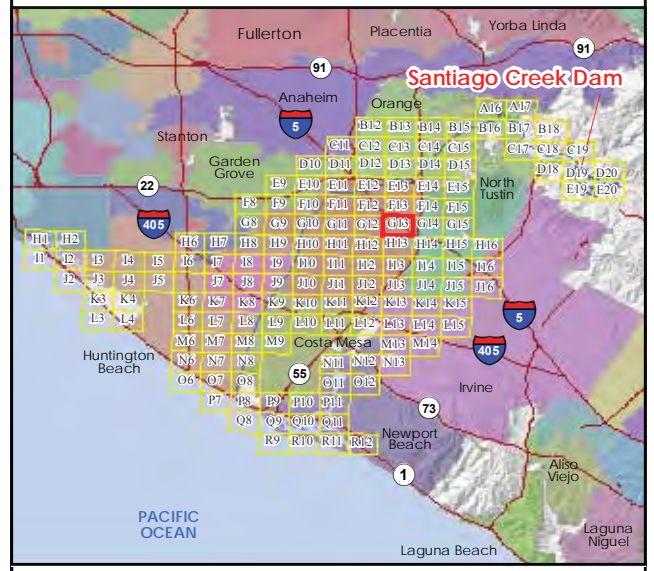 Fullerton
Placentia
Yorba Linda
91
91
Santiago Creek Dam
Anaheim
5
Orange
A16 A17
B12 B13 B14 B15 B16 B17 B18
Stanton
C11 C12 C13 C14 C15 C17 C18 C19
Garden
Grove
D10 D11 D12 D13 D14 D15 D18 D19 D20
22
E9 E10 E11 E12 E13 E14 E15 E19 E20
North
Tustin
F8 F9 F10 F11 F12 F13 F14 F15
405
G8 G9 G10 G11 G12 G13 G14 G15
H1 H2 H6 H7 H8 H9 H10 H11 H12 H13 H14 H15 H16
I1 I2 I3 I4 I5 I6 I7 I8 I9 I10 I11 I12 I13 I14 I15 I16
J2 J3 J4 J5 J7 J8 J9 J10 J11 J12 J13 J14 J15 J16
K3 K4 K6 K7 K8 K9 K10 K11 K12 K13 K14 K15
5
L3 L4 L6 L7 L8 L9 L10 L11 L12 L13 L14 L15
M6 M7 M8 M9 Costa Mesa M13 M14
405
Huntington
Beach
N6 N7 N8 N11 N12 N13
55
O6 O7 O8 O11 O12
Irvine
P7 P8 P9 P10 P11
73
Q8 Q9 Q10 Q11
Newport
Beach
R9 R10 R11 R12
1
Aliso
Viejo
PACIFIC
OCEAN
Laguna
Niguel
Laguna Beach